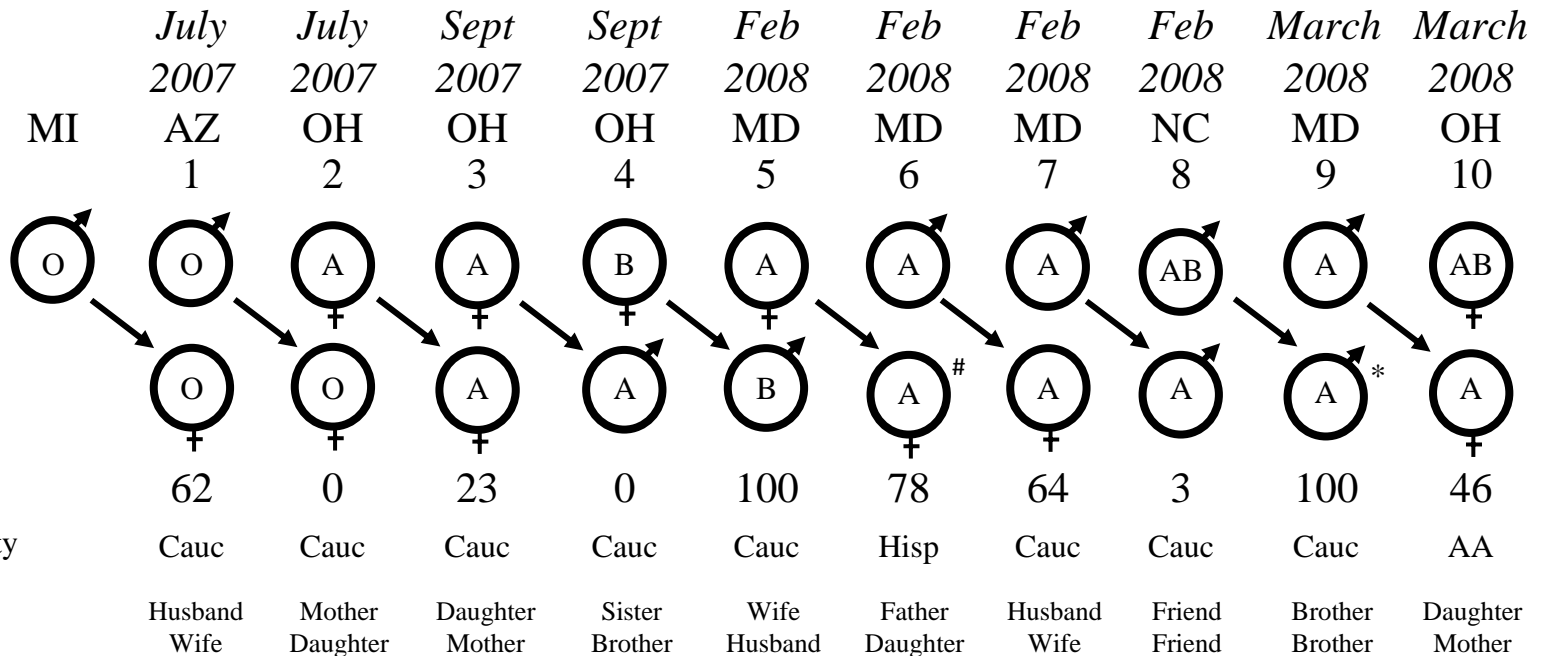 July July Sept Sept Feb Feb Feb Feb March March
2007 2007 2007 2007 2008 2008 2008 2008 2008 2008
MI AZ OH OH OH MD MD MD NC MD OH
1 2 3 4 5 6 7 8 9 10
O O A A B A A A AB A AB
O O A A B A # A A A * A
62 0 23 0 100 78 64 3 100 46
ty Cauc Cauc Cauc Cauc Cauc Hisp Cauc Cauc Cauc AA
Husband Mother Daughter Sister Wife Father Husband Friend Brother Daughter
Wife Daughter Mother Brother Husband Daughter Wife Friend Brother Mother